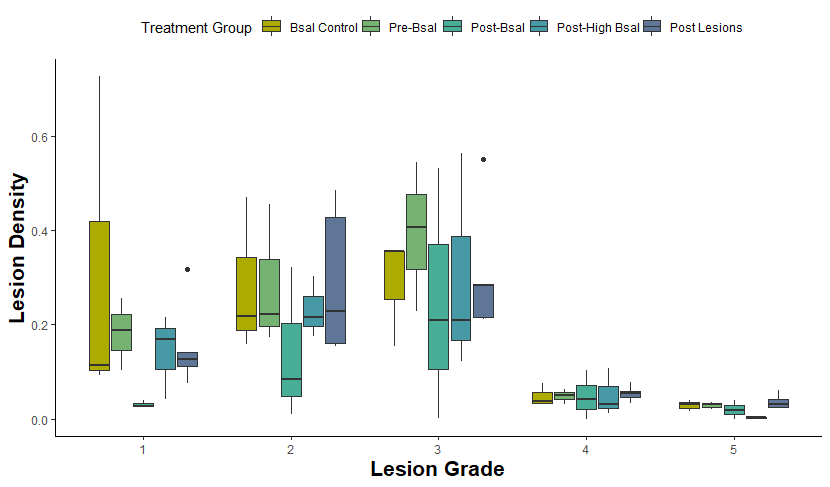 Treatment Group Bsal Control Pre-Bsal Post-Bsal Post-High Bsal Post Lesions
0.6
0.4
0.2
0.0
Lesion Density
1 2 3 4 5
Lesion Grade